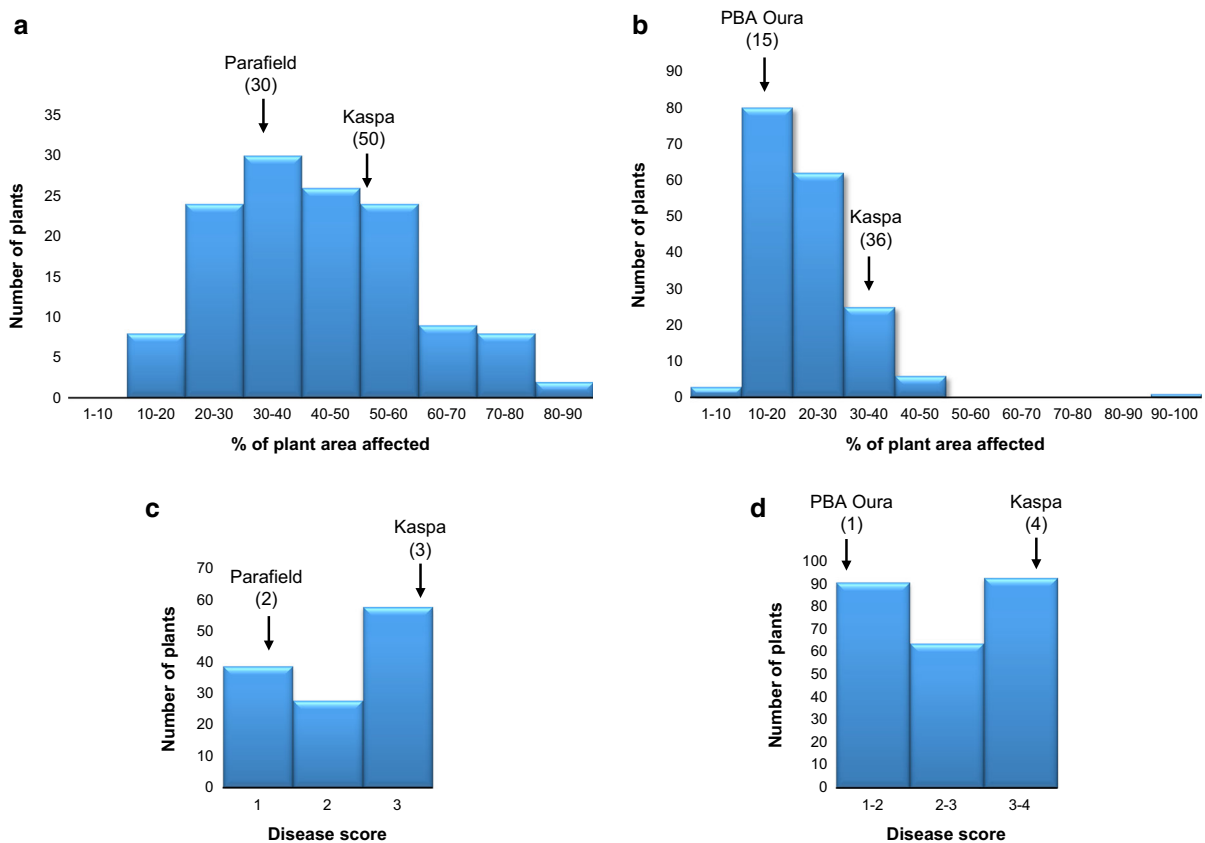 a
Parafield
(30)
Kaspa
(50)
35
30
25
20
15
10
5
0
Number of plants
1-10 10-20 20-30 30-40 40-50 50-60 60-70 70-80 80-90
% of plant area affected
b
PBA Oura
(15)
Kaspa
(36)
90
80
70
60
50
40
30
20
10
0
Number of plants
1-10 10-20 20-30 30-40 40-50 50-60 60-70 70-80 80-90 90-100
% of plant area affected
c
Parafield
(2)
Kaspa
(3)
70
60
50
40
30
20
10
0
Number of plants
1 2 3
Disease score
d
PBA Oura
(1)
Kaspa
(4)
100
90
80
70
60
50
40
30
20
10
0
Number of plants
1-2 2-3 3-4
Disease score